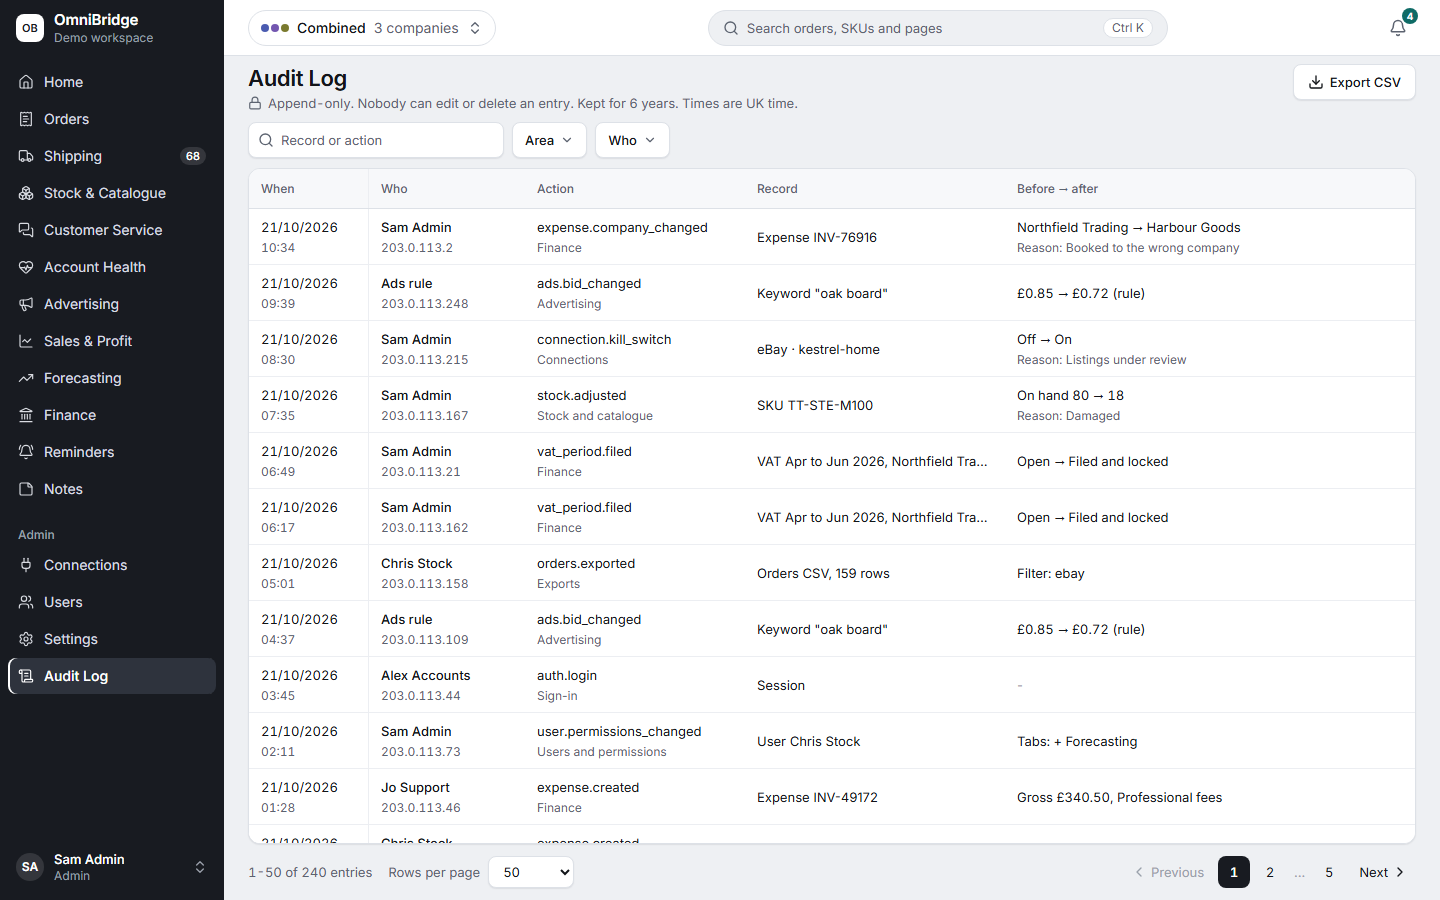 OB
OmniBridge
Demo workspace
Home
Orders
Shipping 68
Stock & Catalogue
Customer Service
Account Health
Advertising
Sales & Profit
Forecasting
Finance
Reminders
Notes
Admin
Connections
Users
Settings
Audit Log
SA
Sam Admin
Admin
Combined 3 companies
Search orders, SKUs and pages Ctrl K
4
Audit Log
Append-only. Nobody can edit or delete an entry. Kept for 6 years. Times are UK time.
Export CSV
Record or action Area Who
When Who Action Record Before → after
21/10/2026 Sam Admin expense.company_changed Expense INV-76916 Northfield Trading → Harbour Goods
10:34 203.0.113.2 Finance Reason: Booked to the wrong company
21/10/2026 Ads rule ads.bid_changed Keyword "oak board" £0.85 → £0.72 (rule)
09:39 203.0.113.248 Advertising
21/10/2026 Sam Admin connection.kill_switch eBay · kestrel-home Off → On
08:30 203.0.113.215 Connections Reason: Listings under review
21/10/2026 Sam Admin stock.adjusted SKU TT-STE-M100 On hand 80 → 18
07:35 203.0.113.167 Stock and catalogue Reason: Damaged
21/10/2026 Sam Admin vat_period.filed VAT Apr to Jun 2026, Northfield Tra... Open → Filed and locked
06:49 203.0.113.21 Finance
21/10/2026 Sam Admin vat_period.filed VAT Apr to Jun 2026, Northfield Tra... Open → Filed and locked
06:17 203.0.113.162 Finance
21/10/2026 Chris Stock orders.exported Orders CSV, 159 rows Filter: ebay
05:01 203.0.113.158 Exports
21/10/2026 Ads rule ads.bid_changed Keyword "oak board" £0.85 → £0.72 (rule)
04:37 203.0.113.109 Advertising
21/10/2026 Alex Accounts auth.login Session -
03:45 203.0.113.44 Sign-in
21/10/2026 Sam Admin user.permissions_changed User Chris Stock Tabs: + Forecasting
02:11 203.0.113.73 Users and permissions
21/10/2026 Jo Support expense.created Expense INV-49172 Gross £340.50, Professional fees
01:28 203.0.113.46 Finance
21/10/2026 Chris Stock expense.created
1-50 of 240 entries Rows per page 50 Previous 1 2 ... 5 Next